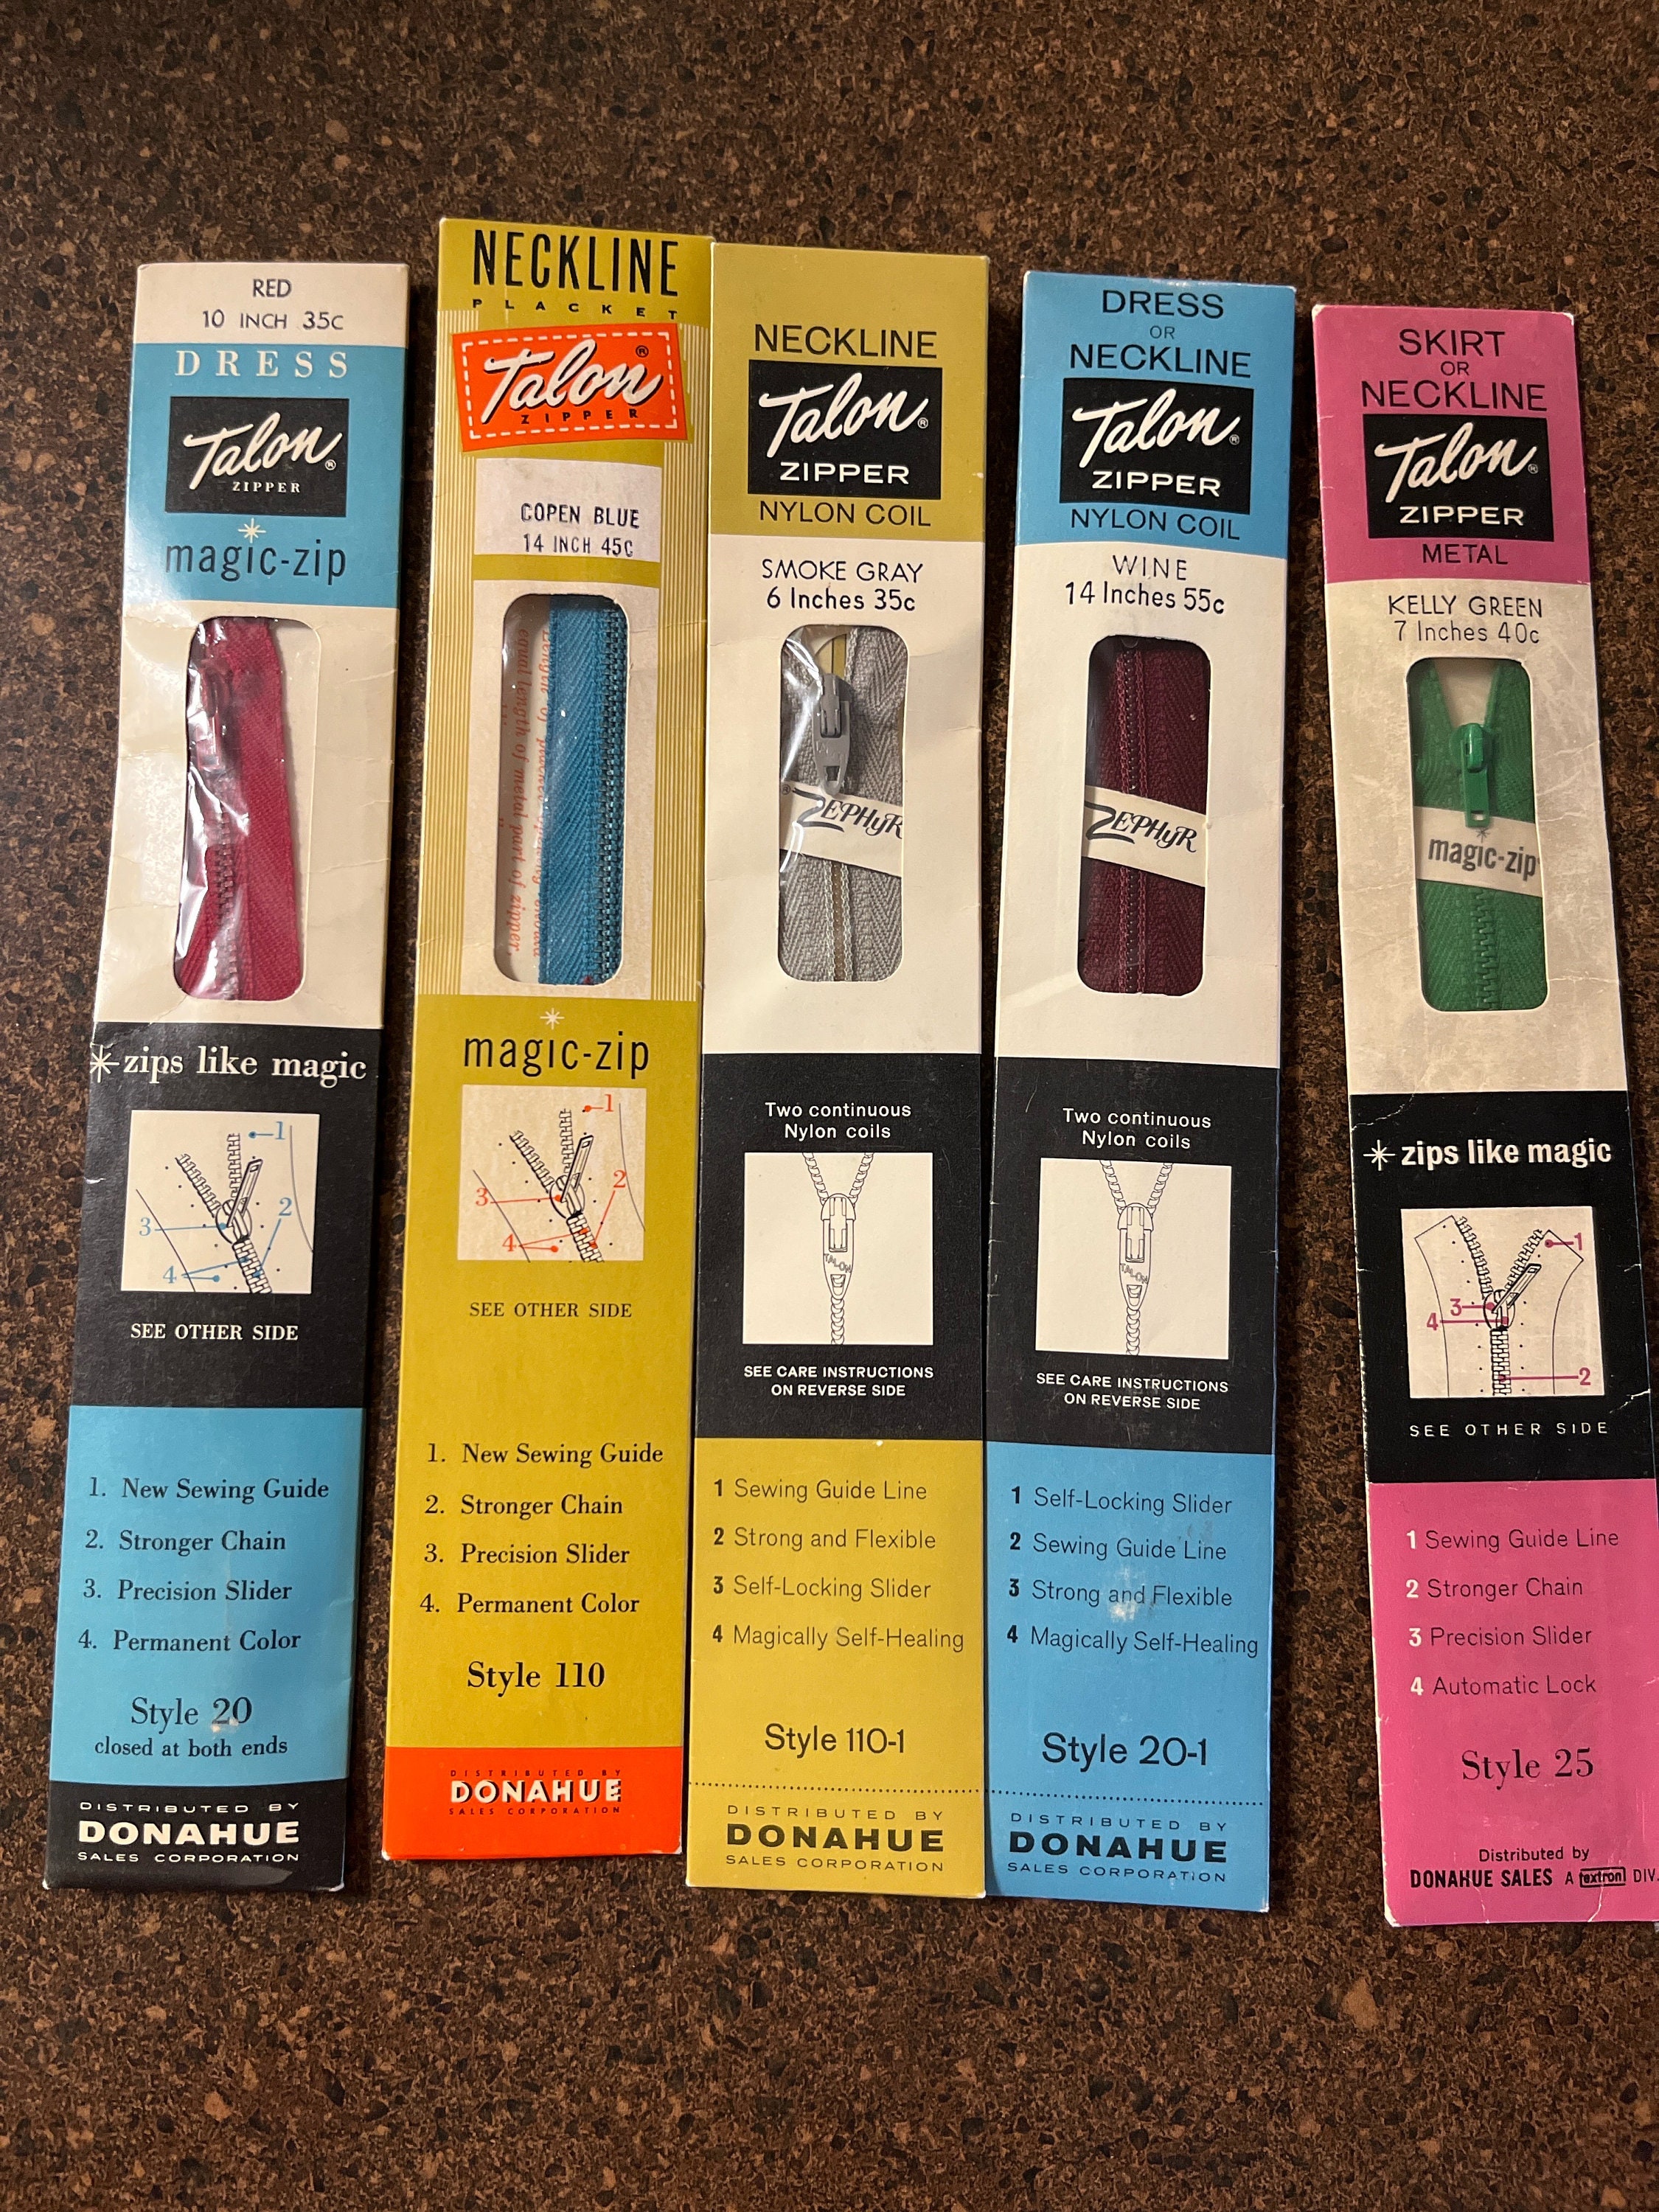 RED
10 INCH 35C
DRESS
Talon®
ZIPPER
magic-zip
zips like magic
1
2
3
4
SEE OTHER SIDE
1. New Sewing Guide
2. Stronger Chain
3. Precision Slider
4. Permanent Color
Style 20
closed at both ends
DISTRIBUTED BY
DONAHUE
SALES CORPORATION
NECKLINE
PLACKET
Talon®
ZIPPER
COPEN BLUE
14 INCH 45C
equal length of metal part of zipper.
magic-zip
1
2
3
4
SEE OTHER SIDE
1. New Sewing Guide
2. Stronger Chain
3. Precision Slider
4. Permanent Color
Style 110
DISTRIBUTED BY
DONAHUE
SALES CORPORATION
NECKLINE
Talon®
ZIPPER
NYLON COIL
SMOKE GRAY
6 Inches 35c
ZEPHYR
Two continuous
Nylon coils
TALON
SEE CARE INSTRUCTIONS
ON REVERSE SIDE
1 Sewing Guide Line
2 Strong and Flexible
3 Self-Locking Slider
4 Magically Self-Healing
Style 110-1
DISTRIBUTED BY
DONAHUE
SALES CORPORATION
DRESS
OR
NECKLINE
Talon®
ZIPPER
NYLON COIL
WINE
14 Inches 55c
ZEPHYR
Two continuous
Nylon coils
TALON
SEE CARE INSTRUCTIONS
ON REVERSE SIDE
1 Self-Locking Slider
2 Sewing Guide Line
3 Strong and Flexible
4 Magically Self-Healing
Style 20-1
DISTRIBUTED BY
DONAHUE
SALES CORPORATION
SKIRT
OR
NECKLINE
Talon®
ZIPPER
METAL
KELLY GREEN
7 Inches 40c
magic-zip
zips like magic
1
3
4
2
SEE OTHER SIDE
1 Sewing Guide Line
2 Stronger Chain
3 Precision Slider
4 Automatic Lock
Style 25
Distributed by
DONAHUE SALES A textron DIV.